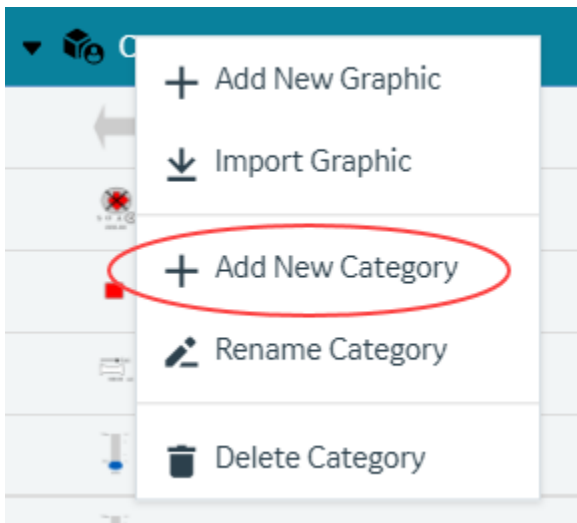 Add New Graphic
Import Graphic
Add New Category
Rename Category
Delete Category